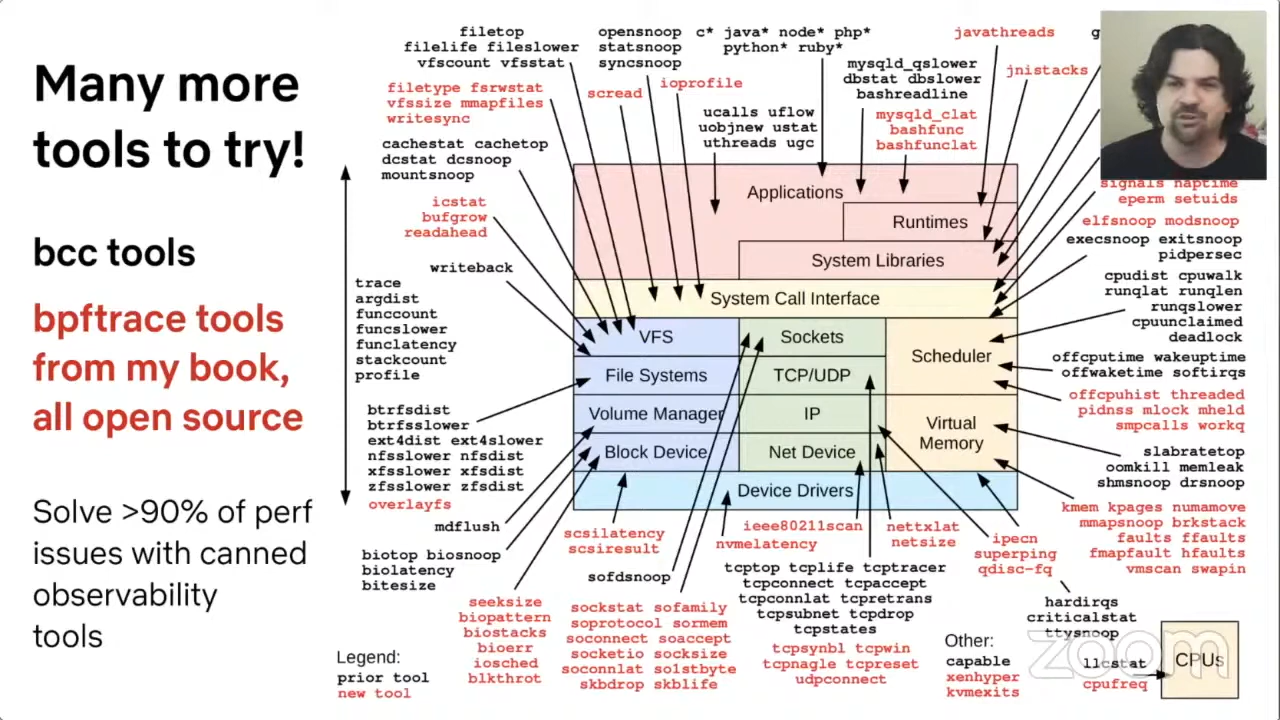 Many more
tools to try!
bcc tools
bpftrace tools
from my book,
all open source
Solve >90% of perf
issues with canned
observability
tools
filetop
filelife fileslower
vfscount vfsstat
opensnoop
statsnoop
syncsnoop
c* java* node* php*
python* ruby*
javathreads
jnistacks
mysqld_qslower
dbstat dbslower
bashreadline
mysqld_clat
bashfunc
bashfunclat
filetype fsrwstat
vfssize mmapfiles
writesync
scread
ioprofile
ucalls uflow
uobjnew ustat
uthreads ugc
cachestat cachetop
dcstat dcsnoop
mountsnoop
icstat
bufgrow
readahead
writeback
trace
argdist
funccount
funcslower
funclatency
stackcount
profile
btrfsdist
btrfsslower
ext4dist ext4slower
nfsslower nfsdist
xfsslower xfsdist
zfsslower zfsdist
overlayfs
mdflush
biotop biosnoop
biolatency
bitesize
Applications
Runtimes
System Libraries
System Call Interface
VFS
Sockets
Scheduler
File Systems
TCP/UDP
Volume Manager
IP
Virtual
Memory
Block Device
Net Device
Device Drivers
signals naptime
eperm setuids
elfsnoop modsnoop
execsnoop exitsnoop
pidpersec
cpudist cpuwalk
runqlat runqlen
runqslower
cpuunclaimed
deadlock
offcputime wakeuptime
offwaketime softirqs
offcpuhist threaded
pidnss mlock mheld
smpcalls workq
slabratetop
oomkill memleak
shmsnoop drsnoop
kmem kpages numamove
mmapsnoop brkstack
faults ffaults
fmapfault hfaults
vmscan swapin
scsilatency
scsiresult
nvmelatency
ieee80211scan
nettxlat
netsize
ipecn
superping
qdisc-fq
sofdsnoop
seeksize
biopattern
biostacks
bioerr
iosched
blkthrot
sockstat sofamily
soprotocol sormem
soconnect soaccept
socketio socksize
soconnlat so1stbyte
skbdrop skblife
tcptop tcplife tcptracer
tcpconnect tcpaccept
tcpconnlat tcpretrans
tcpsubnet tcpdrop
tcpstates
tcpsynbl tcpwin
tcpnagle tcpreset
udpconnect
hardirqs
criticalstat
ttysnoop
Other:
capable
xenhyper
kvmexits
llcstat
cpufreq
CPUs
Legend:
prior tool
new tool
zoom